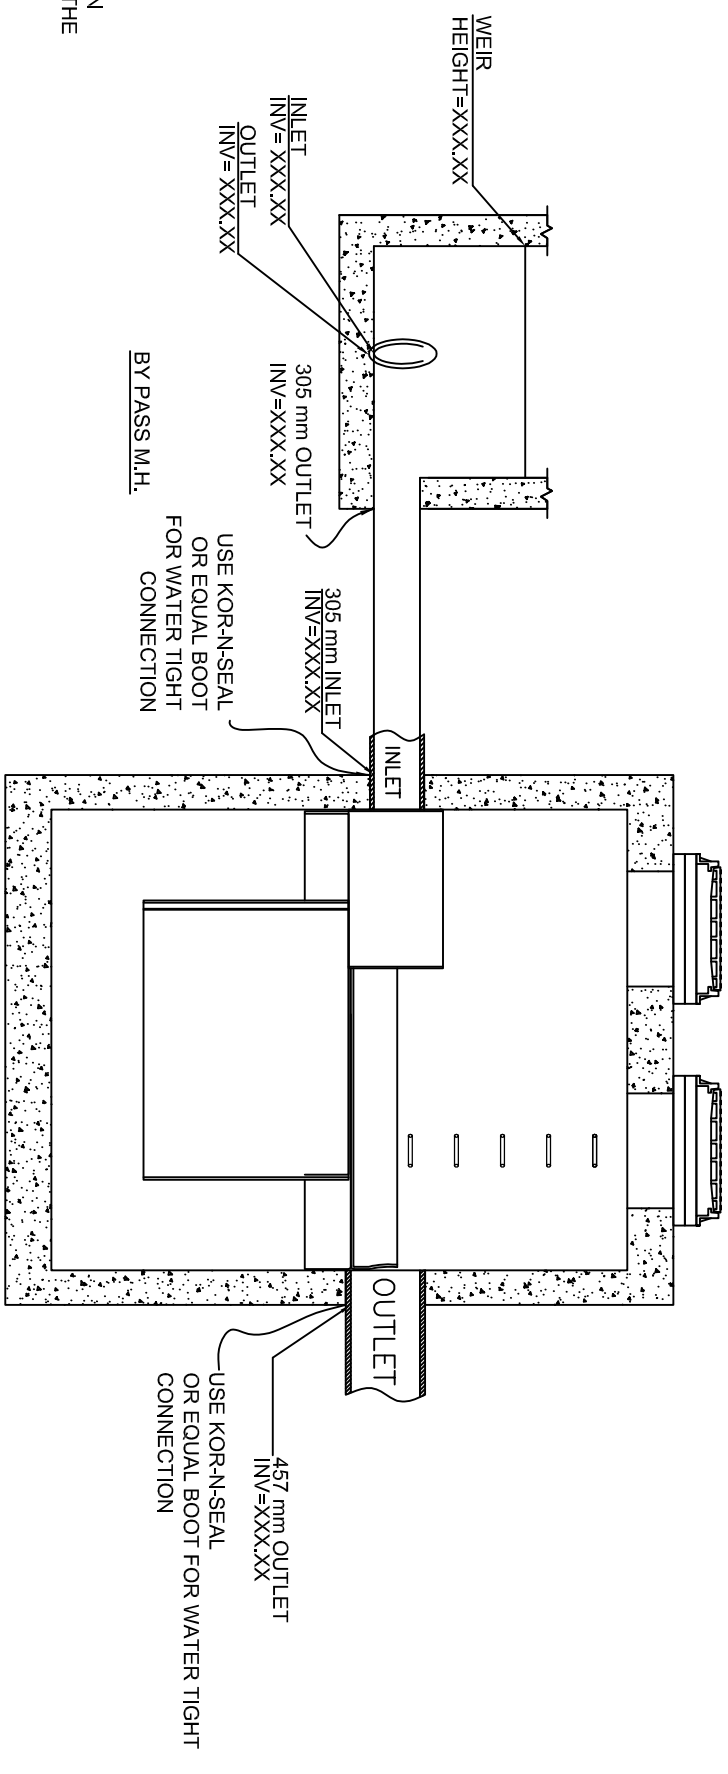 WEIR
HEIGHT=XXX.XX
INLET
INV= XXX.XX
OUTLET
INV= XXX.XX
305 mm OUTLET
INV=XXX.XX
BY PASS M.H.
305 mm INLET
INV=XXX.XX
USE KOR-N-SEAL
OR EQUAL BOOT
FOR WATER TIGHT
CONNECTION
INLET
OUTLET
457 mm OUTLET
INV=XXX.XX
USE KOR-N-SEAL
OR EQUAL BOOT FOR WATER TIGHT
CONNECTION
N
THE